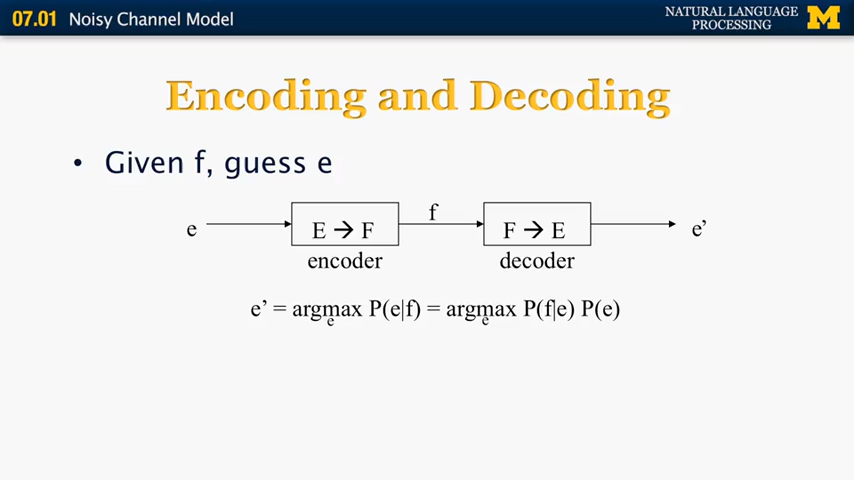 07.01 Noisy Channel Model
NATURAL LANGUAGE
PROCESSING
M
Encoding and Decoding
• Given f, guess e
e
E → F
encoder
f
F → E
decoder
e’
e’ = argmax P(e|f) = argmax P(f|e) P(e)
e e